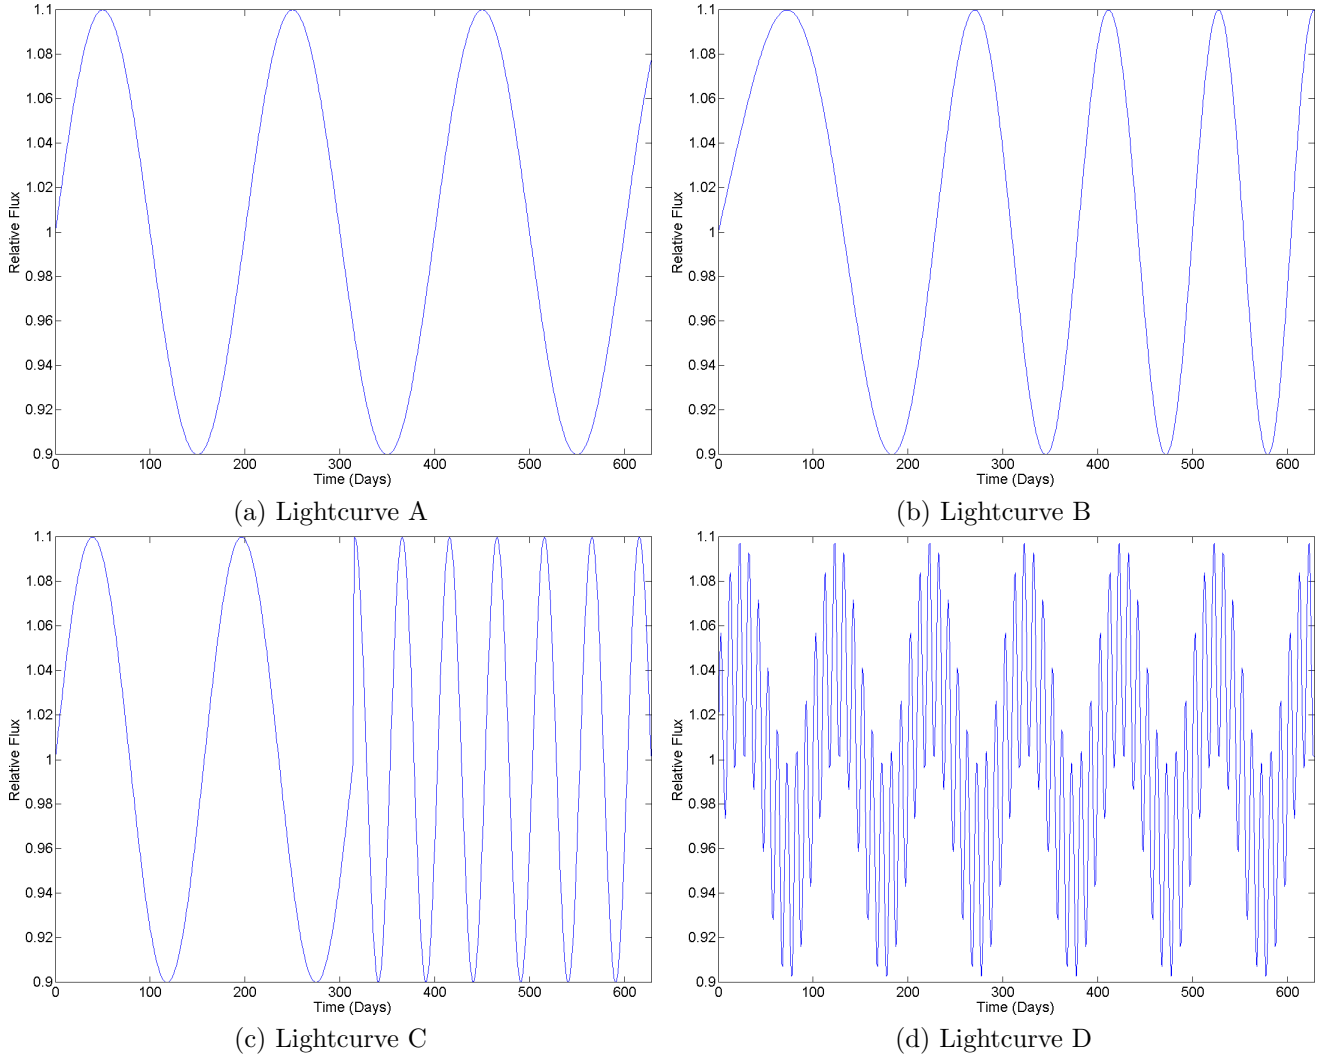 1.1
1.08
1.06
1.04
1.02
1
0.98
0.96
0.94
0.92
0.9
Relative Flux
0 100 200 300 400 500 600
Time (Days)
(a) Lightcurve A
1.1
1.08
1.06
1.04
1.02
1
0.98
0.96
0.94
0.92
0.9
Relative Flux
0 100 200 300 400 500 600
Time (Days)
(b) Lightcurve B
1.1
1.08
1.06
1.04
1.02
1
0.98
0.96
0.94
0.92
0.9
Relative Flux
0 100 200 300 400 500 600
Time (Days)
(c) Lightcurve C
1.1
1.08
1.06
1.04
1.02
1
0.98
0.96
0.94
0.92
0.9
Relative Flux
0 100 200 300 400 500 600
Time (Days)
(d) Lightcurve D